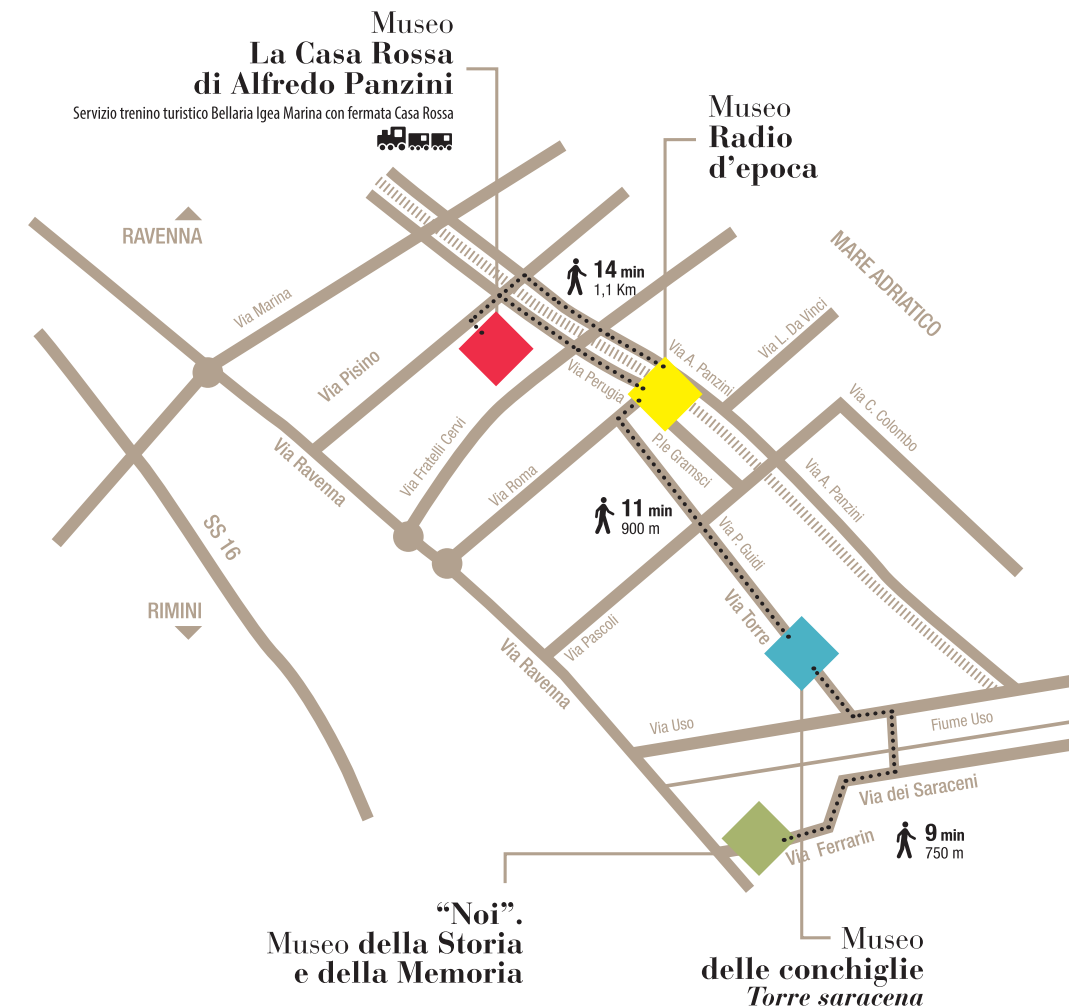 Museo
La Casa Rossa
di Alfredo Panzini
Servizio trenino turistico Bellaria Igea Marina con fermata Casa Rossa
Museo
Radio
d’epoca
RAVENNA
MARE ADRIATICO
14 min
1,1 Km
Via Marina
Via L. Da Vinci
Via Pisino
Via A. Panzini
Via Perugia
Via C. Colombo
Via Fratelli Cervi
P.le Gramsci
Via Ravenna
Via Roma
Via A. Panzini
11 min
900 m
SS 16
Via P. Guidi
RIMINI
Via Torre
Via Pascoli
Via Ravenna
Via Uso
Fiume Uso
Via dei Saraceni
Via Ferrarin
9 min
750 m
“Noi”.
Museo della Storia
e della Memoria
Museo
delle conchiglie
Torre saracena